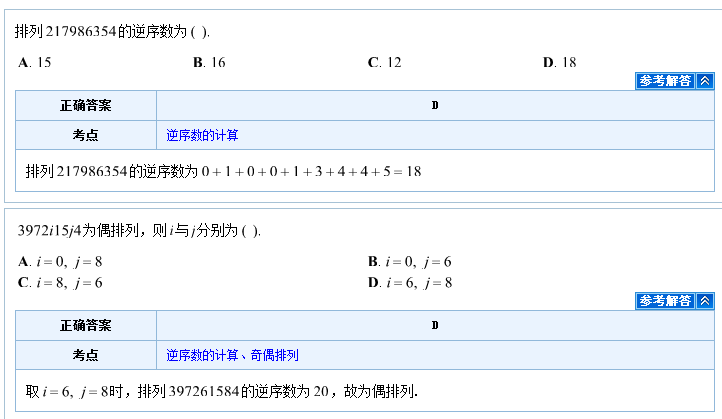 排列217986354的逆序数为( ).
A. 15 B. 16 C. 12 D. 18
参考解答
正确答案 D
考点 逆序数的计算
排列217986354的逆序数为0+1+0+0+1+3+4+4+5=18
3972i15j4为偶排列，则i与j分别为( ).
A. i=0, j=8 B. i=0, j=6
C. i=8, j=6 D. i=6, j=8
参考解答
正确答案 D
考点 逆序数的计算、奇偶排列
取i=6, j=8时，排列397261584的逆序数为20，故为偶排列.